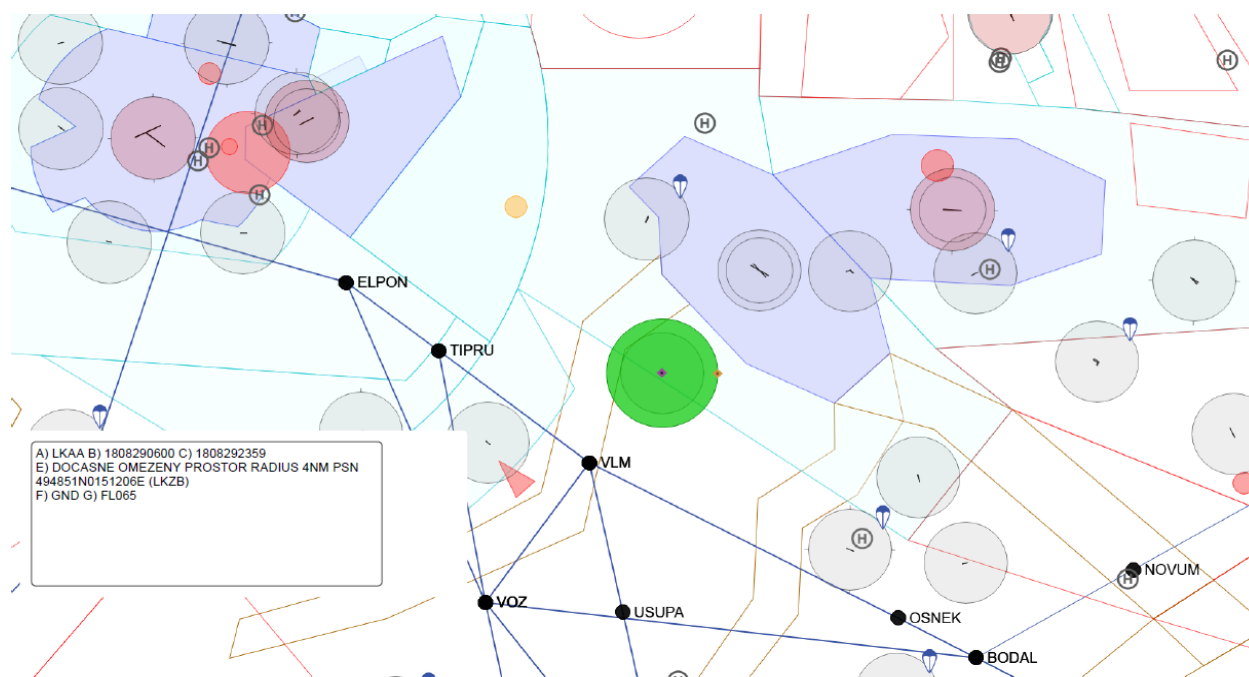 H
H
H
H
H
H
H
H
ELPON
TIPRU
H
A) LKAA B) 1808290600 C) 1808292359
E) DOCASNE OMEZENY PROSTOR RADIUS 4NM PSN
494851N0151206E (LKZB)
F) GND G) FL065
VLM
H
NOVUM
H
VOZ
USUPA
OSNEK
BODAL
H